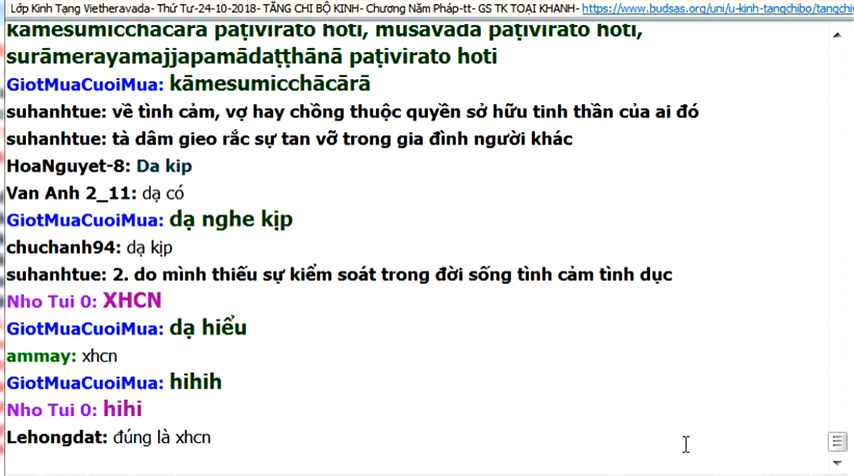 Lớp Kinh Tạng Vietheravada- Thứ Tư-24-10-2018- TĂNG CHI BỘ KINH- Chương Năm Pháp-tt- GS TK TOẠI KHANH- https://www.budsas.org/uni/u-kinh-tangchibo/tangchi
kāmesumicchācārā paṭivirato hoti, musāvādā paṭivirato hoti,
surāmerayamajjapamādaṭṭhānā paṭivirato hoti
GiotMuaCuoiMua: kāmesumicchācārā
suhanhtue: về tình cảm, vợ hay chồng thuộc quyền sở hữu tinh thần của ai đó
suhanhtue: tà dâm gieo rắc sự tan vỡ trong gia đình người khác
HoaNguyet-8: Da kip
Van Anh 2_11: dạ có
GiotMuaCuoiMua: dạ nghe kịp
chuchanh94: dạ kịp
suhanhtue: 2. do mình thiếu sự kiểm soát trong đời sống tình cảm tình dục
Nho Tui 0: XHCN
GiotMuaCuoiMua: dạ hiểu
ammay: xhcn
GiotMuaCuoiMua: hihih
Nho Tui 0: hihi
Lehongdat: đúng là xhcn